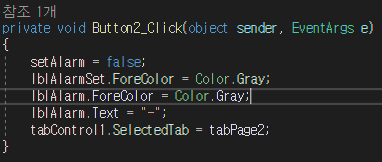 참조 1개
private void Button2_Click(object sender, EventArgs e)
{
setAlarm = false;
lblAlarmSet.ForeColor = Color.Gray;
lblAlarm.ForeColor = Color.Gray;
lblAlarm.Text = "-";
tabControl1.SelectedTab = tabPage2;
}